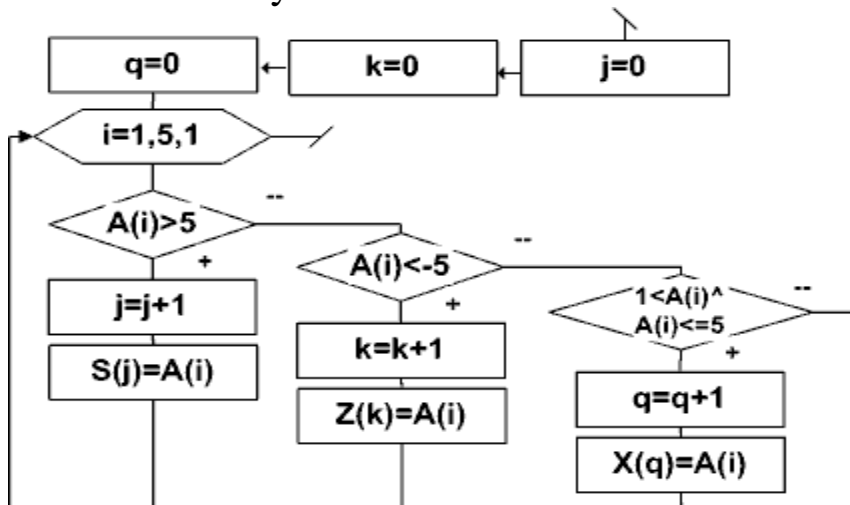 q=0
k=0
j=0
i=1,5,1
A(i)>5
--
+
j=j+1
S(j)=A(i)
A(i)<-5
--
+
k=k+1
Z(k)=A(i)
1<A(i)^
A(i)<=5
--
+
q=q+1
X(q)=A(i)